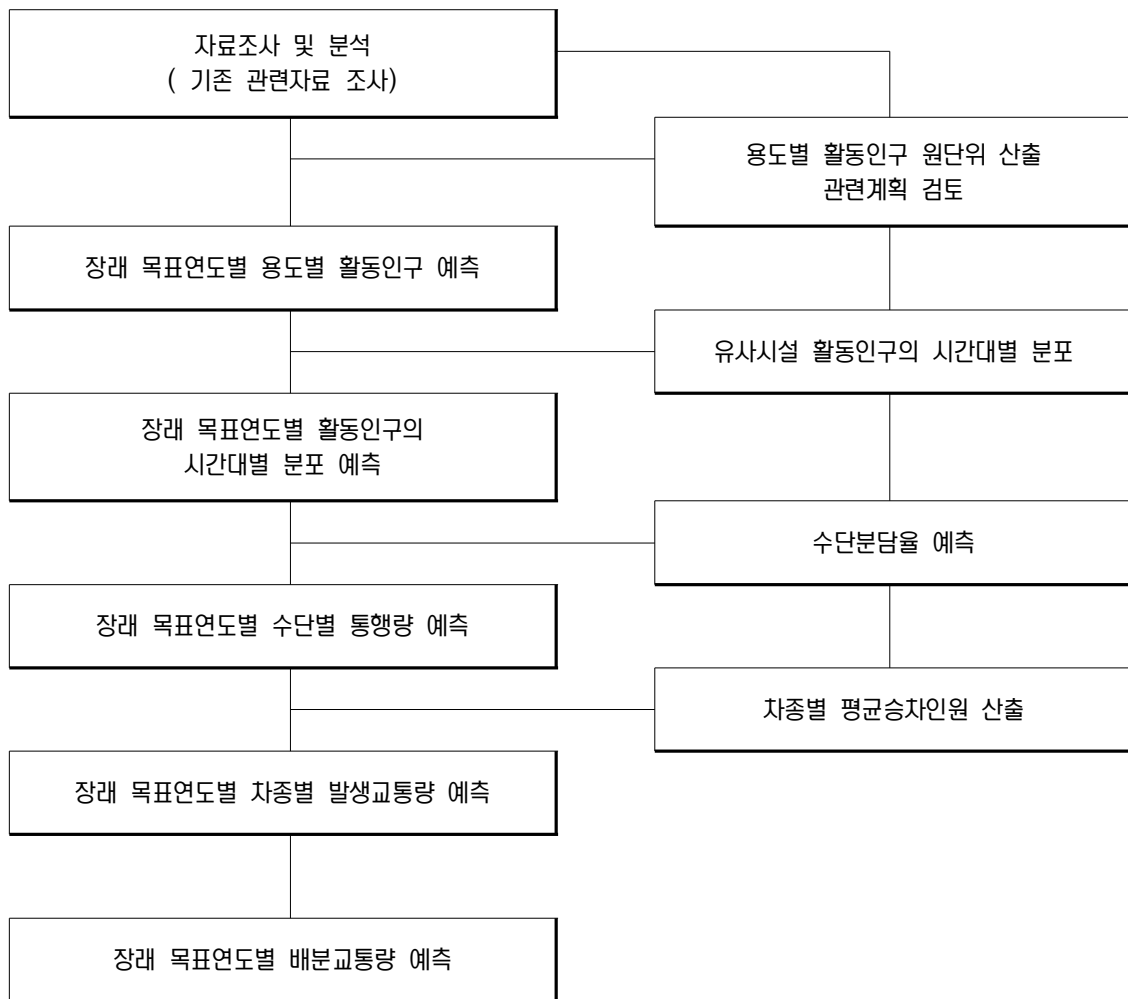 자료조사 및 분석
( 기존 관련자료 조사)
용도별 활동인구 원단위 산출
관련계획 검토
장래 목표연도별 용도별 활동인구 예측
유사시설 활동인구의 시간대별 분포
장래 목표연도별 활동인구의
시간대별 분포 예측
수단분담율 예측
장래 목표연도별 수단별 통행량 예측
차종별 평균승차인원 산출
장래 목표연도별 차종별 발생교통량 예측
장래 목표연도별 배분교통량 예측